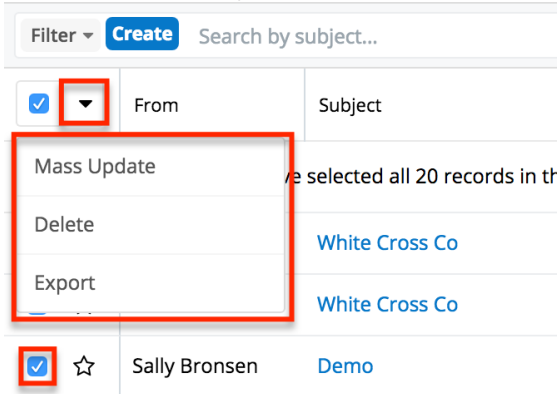 Filter Create Search by subject...
From Subject
Mass Update
selected all 20 records in
Delete
White Cross Co
Export
White Cross Co
Sally Bronsen Demo